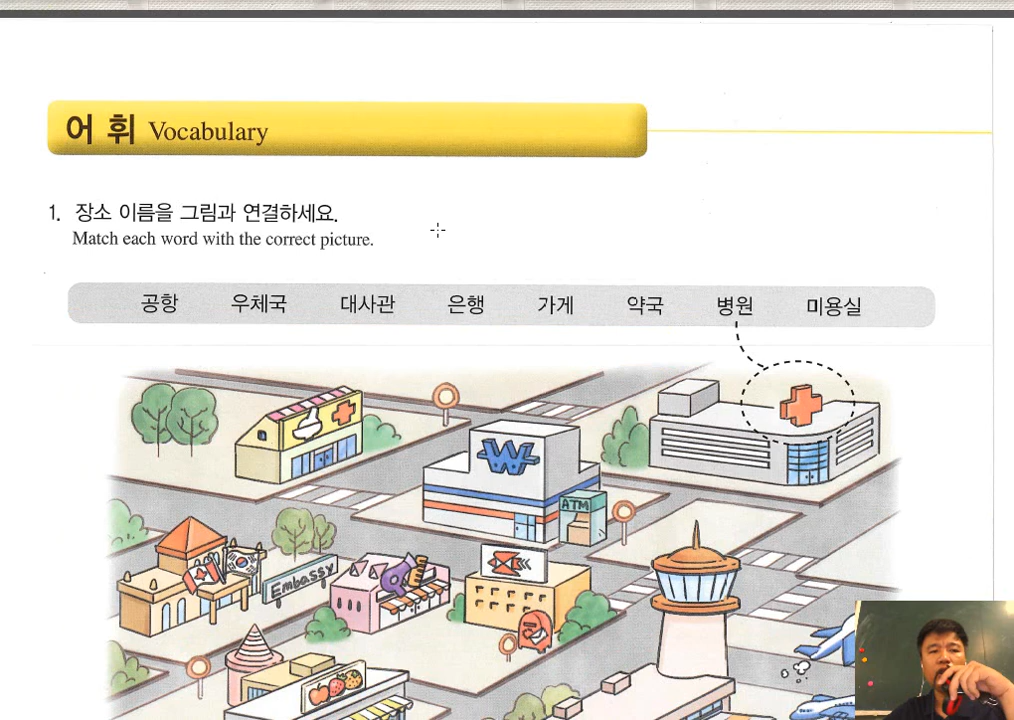 어 휘 Vocabulary
1. 장소 이름을 그림과 연결하세요.
Match each word with the correct picture.
공항 우체국 대사관 은행 가게 약국 병원 미용실
W
ATM
Embassy